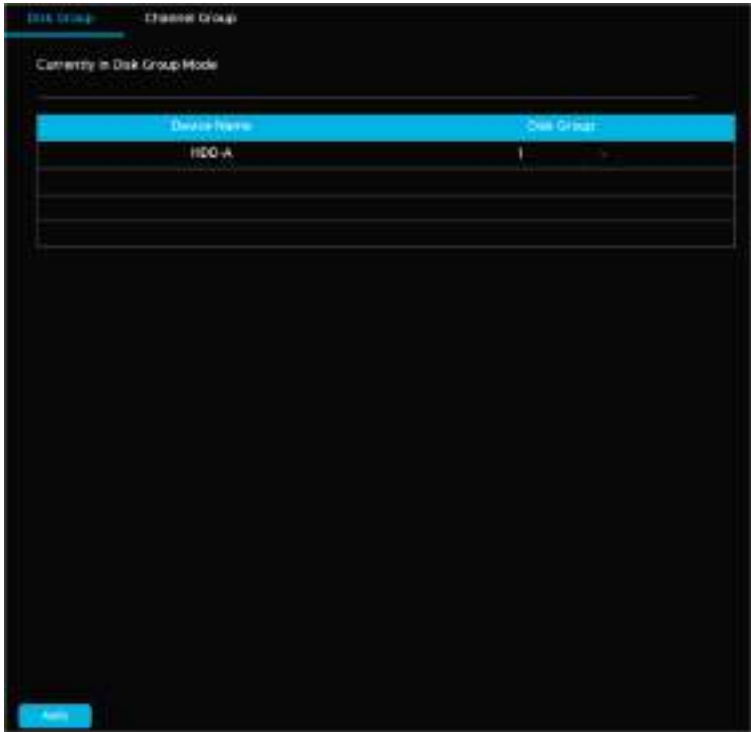 Disk Group Channel Group
Currently in Disk Group Mode
Device Name Disk Group
HDD-A 1
Apply